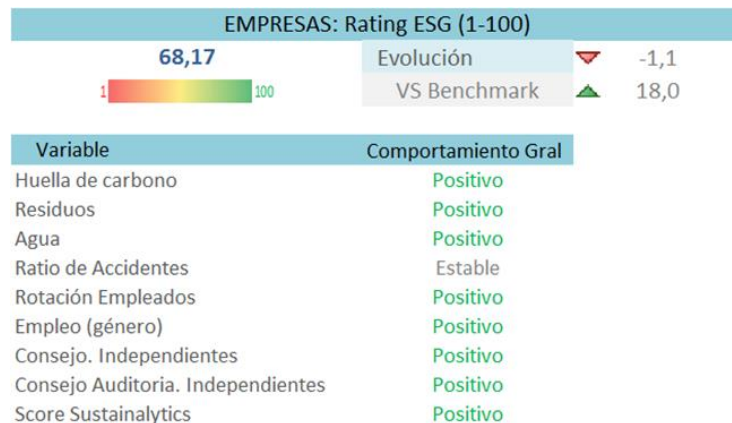 EMPRESAS: Rating ESG (1-100)
68,17 Evolución -1,1
1 100 VS Benchmark 18,0
Variable Comportamiento Gral
Huella de carbono Positivo
Residuos Positivo
Agua Positivo
Ratio de Accidentes Estable
Rotación Empleados Positivo
Empleo (género) Positivo
Consejo. Independientes Positivo
Consejo Auditoria. Independientes Positivo
Score Sustainalytics Positivo